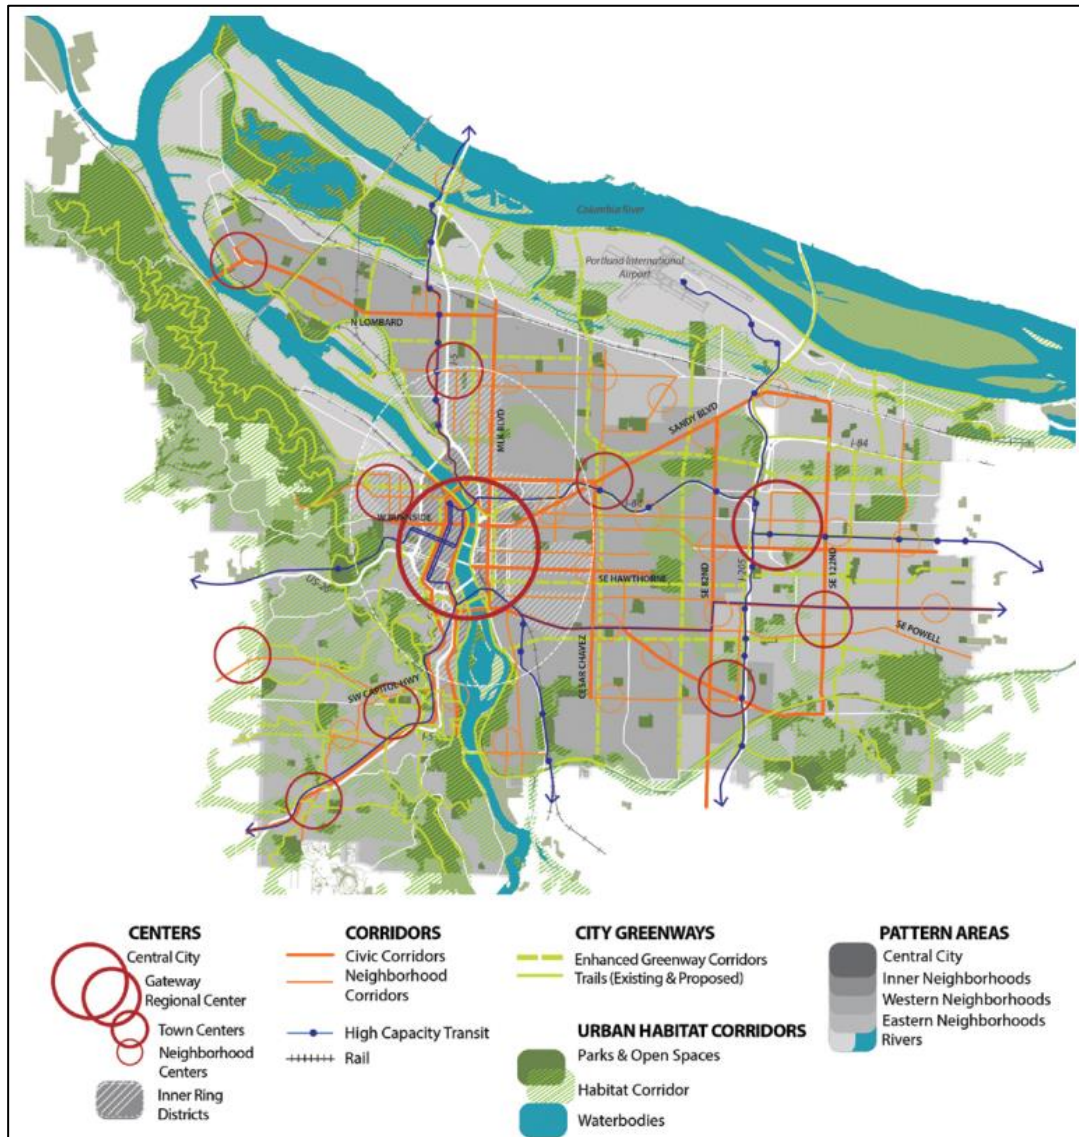 Columbia River
Portland International
Airport
N LOMBARD
I-5
MLK BLVD
SANDY BLVD
I-84
I-84
W BURNSIDE
US-26
SE HAWTHORNE
SE 82ND
I-205
SE 122ND
SE POWELL
CESAR CHAVEZ
SW CAPITOL HWY
I-5
CENTERS
Central City
Gateway
Regional Center
Town Centers
Neighborhood
Centers
Inner Ring
Districts
CORRIDORS
Civic Corridors
Neighborhood
Corridors
High Capacity Transit
Rail
CITY GREENWAYS
Enhanced Greenway Corridors
Trails (Existing & Proposed)
URBAN HABITAT CORRIDORS
Parks & Open Spaces
Habitat Corridor
Waterbodies
PATTERN AREAS
Central City
Inner Neighborhoods
Western Neighborhoods
Eastern Neighborhoods
Rivers